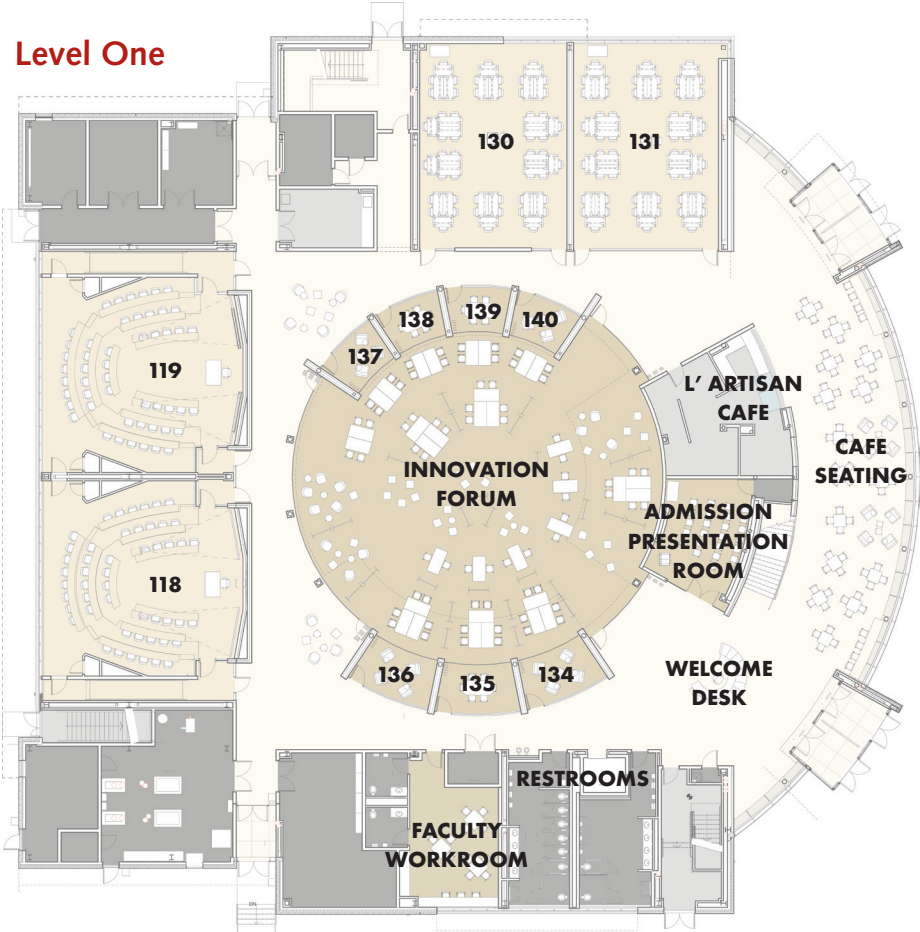 Level One
130
131
139
138
140
137
119
L' ARTISAN
CAFE
CAFE
SEATING
INNOVATION
FORUM
ADMISSION
PRESENTATION
ROOM
118
136
135
134
WELCOME
DESK
RESTROOMS
FACULTY
WORKROOM
DN